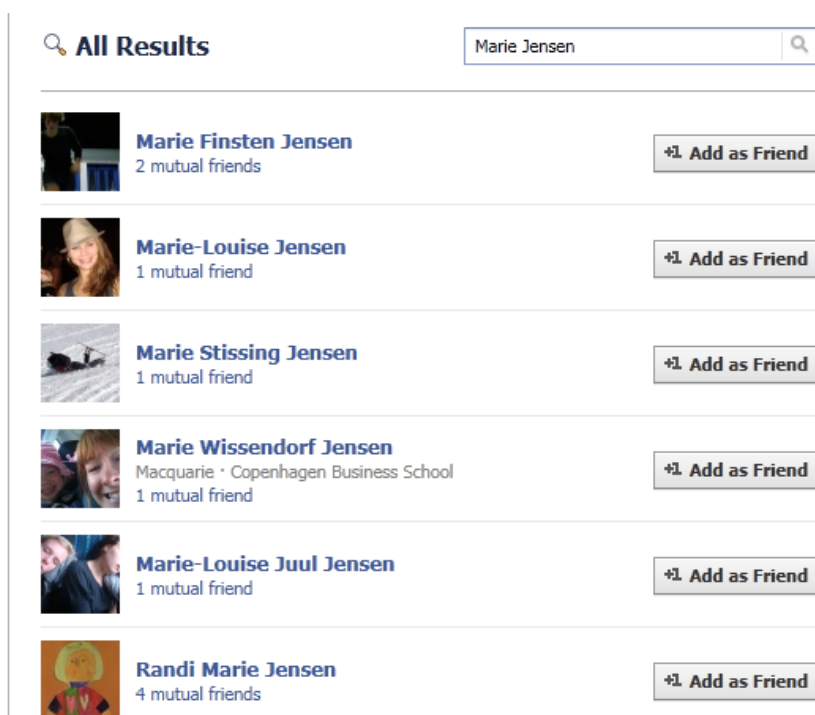 All Results
Marie Jensen
Marie Finsten Jensen
2 mutual friends
+1 Add as Friend
Marie-Louise Jensen
1 mutual friend
+1 Add as Friend
Marie Stissing Jensen
1 mutual friend
+1 Add as Friend
Marie Wissendorf Jensen
Macquarie · Copenhagen Business School
1 mutual friend
+1 Add as Friend
Marie-Louise Juul Jensen
1 mutual friend
+1 Add as Friend
Randi Marie Jensen
4 mutual friends
+1 Add as Friend